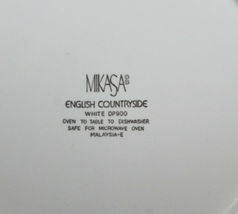 MIKASA
ENGLISH COUNTRYSIDE
WHITE DP900
OVEN TO TABLE TO DISHWASHER
SAFE FOR MICROWAVE OVEN
MALAYSIA-E